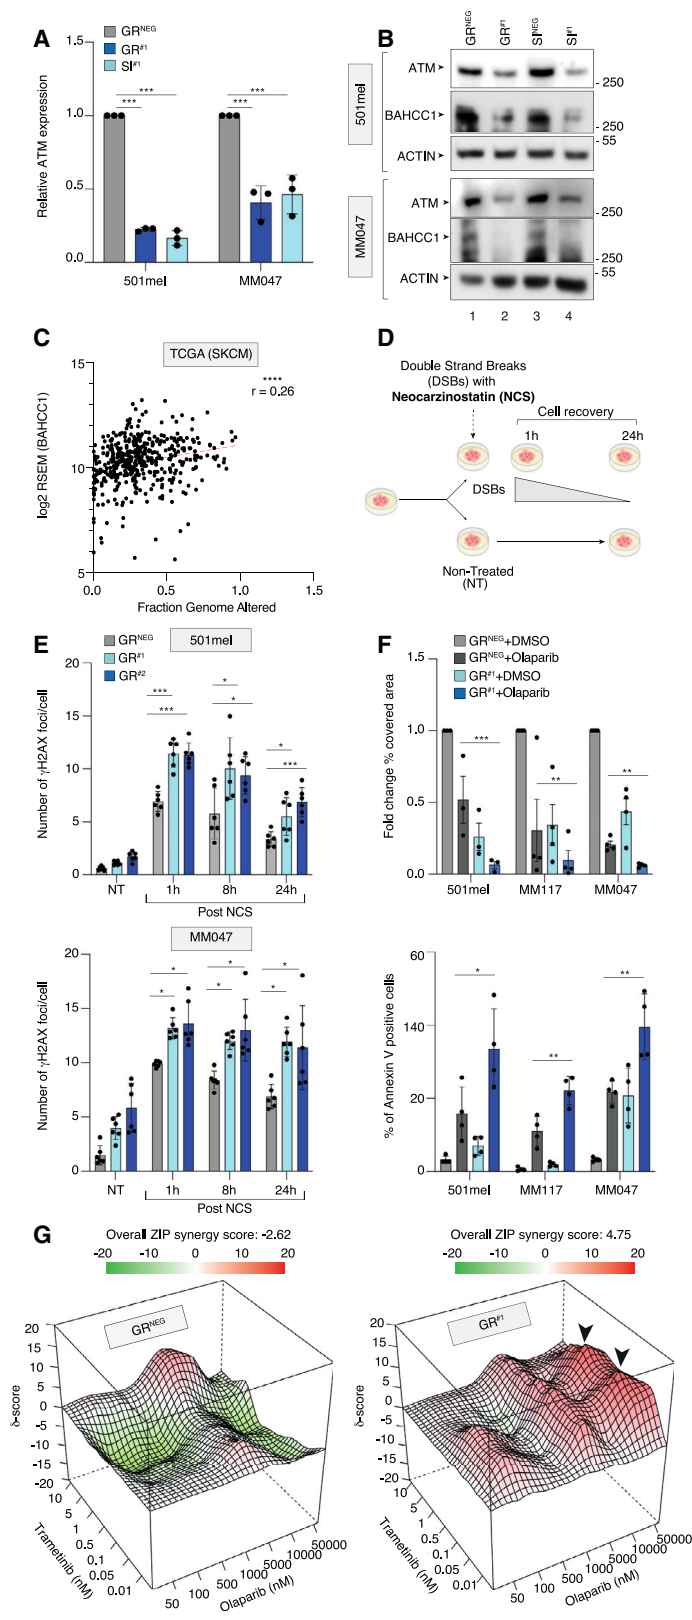 A
GR^NEG
GR^#1
SI^#1
Relative ATM expression
1.5
1.0
0.5
0.0
***
***
***
***
501mel
MM047
B
GR^NEG
GR^#1
SI^NEG
SI^#1
501mel
ATM
- 250
BAHCC1
- 250
- 55
ACTIN
MM047
ATM
- 250
BAHCC1
- 250
- 55
ACTIN
1 2 3 4
C
TCGA (SKCM)
****
r = 0.26
log2 RSEM (BAHCC1)
15
10
5
0.0 0.5 1.0 1.5
Fraction Genome Altered
D
Double Strand Breaks
(DSBs) with
Neocarzinostatin (NCS)
Cell recovery
1h 24h
DSBs
Non-Treated
(NT)
E
GR^NEG
GR^#1
GR^#2
501mel
Number of γH2AX foci/cell
20
15
10
5
0
***
***
*
*
*
***
NT 1h 8h 24h
Post NCS
MM047
Number of γH2AX foci/cell
20
15
10
5
0
*
*
*
*
*
*
NT 1h 8h 24h
Post NCS
F
GR^NEG+DMSO
GR^NEG+Olaparib
GR^#1+DMSO
GR^#1+Olaparib
Fold change % covered area
1.5
1.0
0.5
0.0
***
**
**
501mel MM117 MM047
% of Annexin V positive cells
60
140
20
0
*
**
**
501mel MM117 MM047
G
Overall ZIP synergy score: -2.62
-20 -10 0 10 20
GR^NEG
δ-score
20
15
10
5
0
-5
-10
-15
-20
10
5
1
0.5
0.1
0.05
0.01
Trametinib (nM)
50
100
500
1000
5000
10000
50000
Olaparib (nM)
Overall ZIP synergy score: 4.75
-20 -10 0 10 20
GR^#1
δ-score
20
15
10
5
0
-5
-10
-15
-20
10
5
1
0.5
0.1
0.05
0.01
Trametinib (nM)
50
100
500
1000
5000
10000
50000
Olaparib (nM)